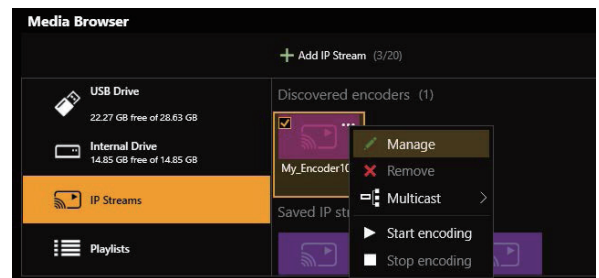 Media Browser
Add IP Stream (3/20)
USB Drive
22.27 GB free of 28.63 GB
Internal Drive
14.85 GB free of 14.85 GB
IP Streams
Playlists
Discovered encoders (1)
My_Encoder10
Manage
Remove
Multicast
Start encoding
Stop encoding
Saved IP